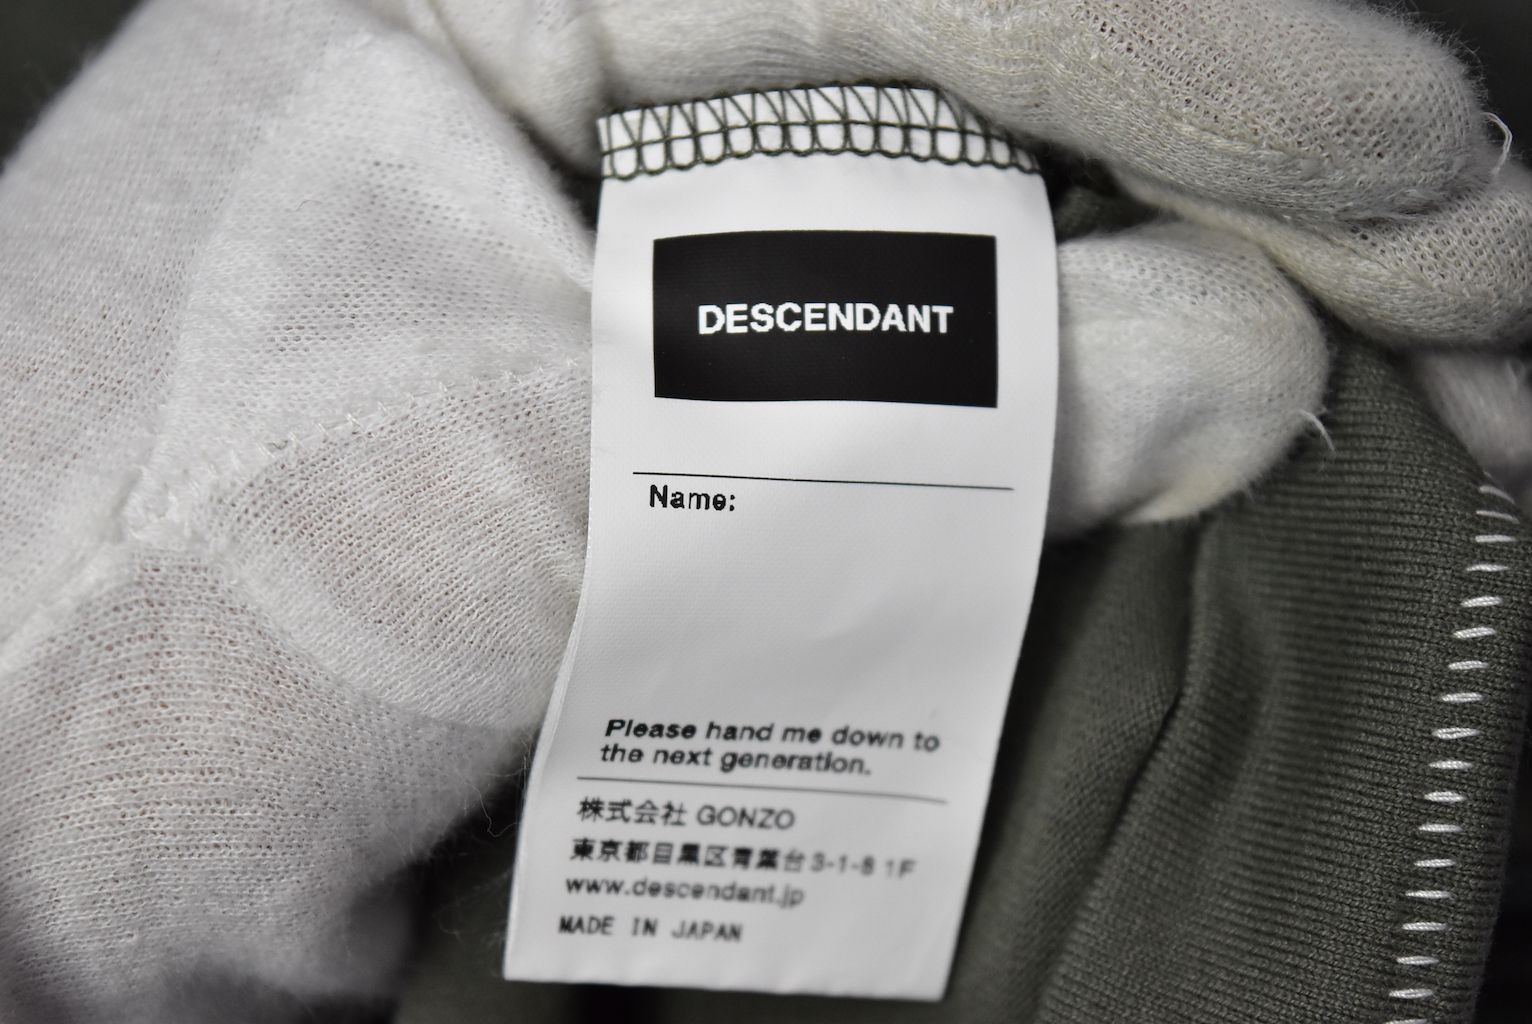 DESCENDANT
Name:
Please hand me down to
the next generation.
株式会社 GONZO
東京都目黒区青葉台3-1-8 1F
www.descendant.jp
MADE IN JAPAN